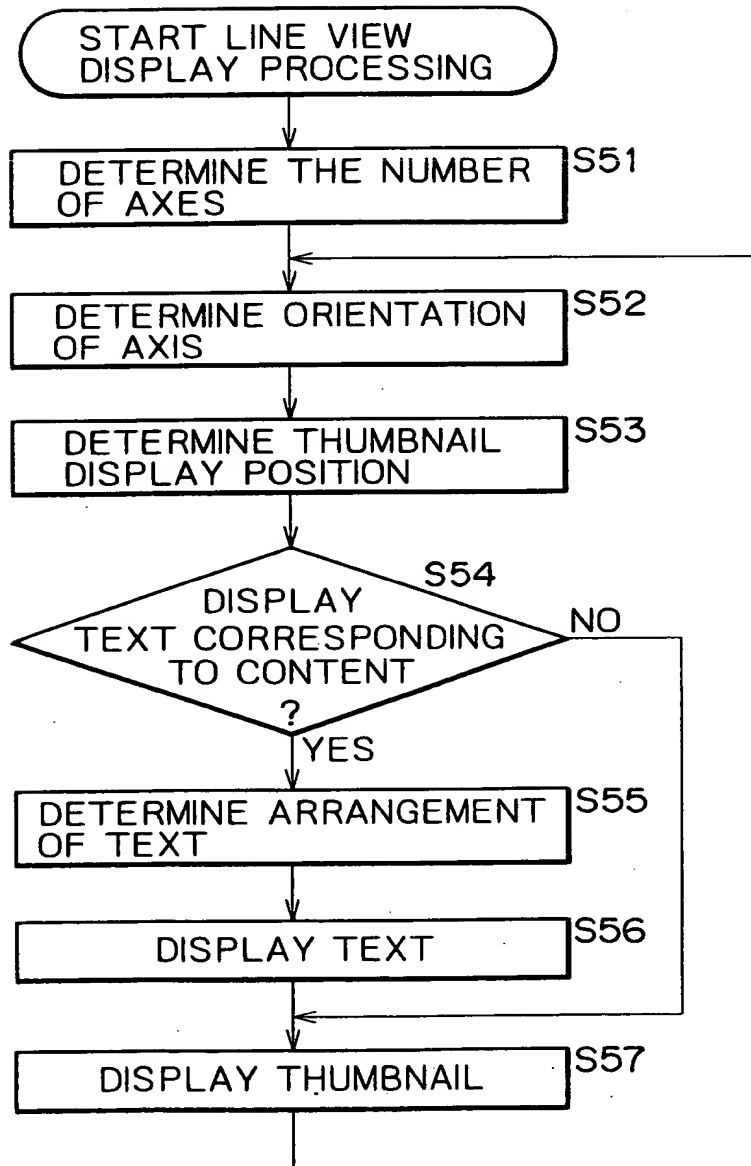 START LINE VIEW
DISPLAY PROCESSING
S51
DETERMINE THE NUMBER
OF AXES
S52
DETERMINE ORIENTATION
OF AXIS
S53
DETERMINE THUMBNAIL
DISPLAY POSITION
S54
DISPLAY
TEXT CORRESPONDING
TO CONTENT
?
NO
YES
S55
DETERMINE ARRANGEMENT
OF TEXT
S56
DISPLAY TEXT
S57
DISPLAY THUMBNAIL